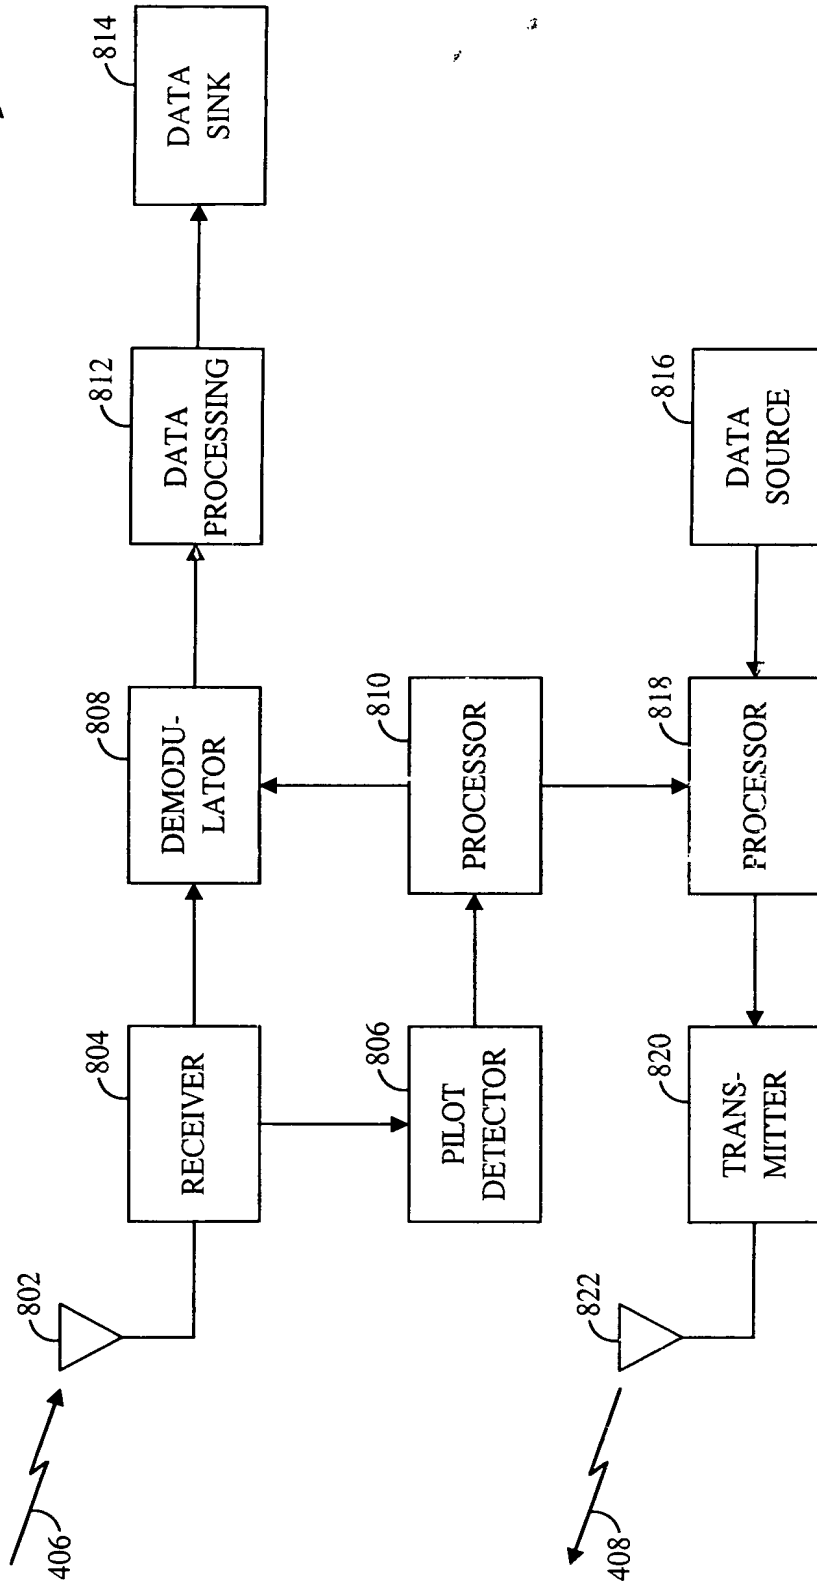 406
802
804
RECEIVER
808
DEMODU-
LATOR
812
DATA
PROCESSING
814
DATA
SINK
806
PILOT
DETECTOR
810
PROCESSOR
408
822
820
TRANS-
MITTER
818
PROCESSOR
816
DATA
SOURCE